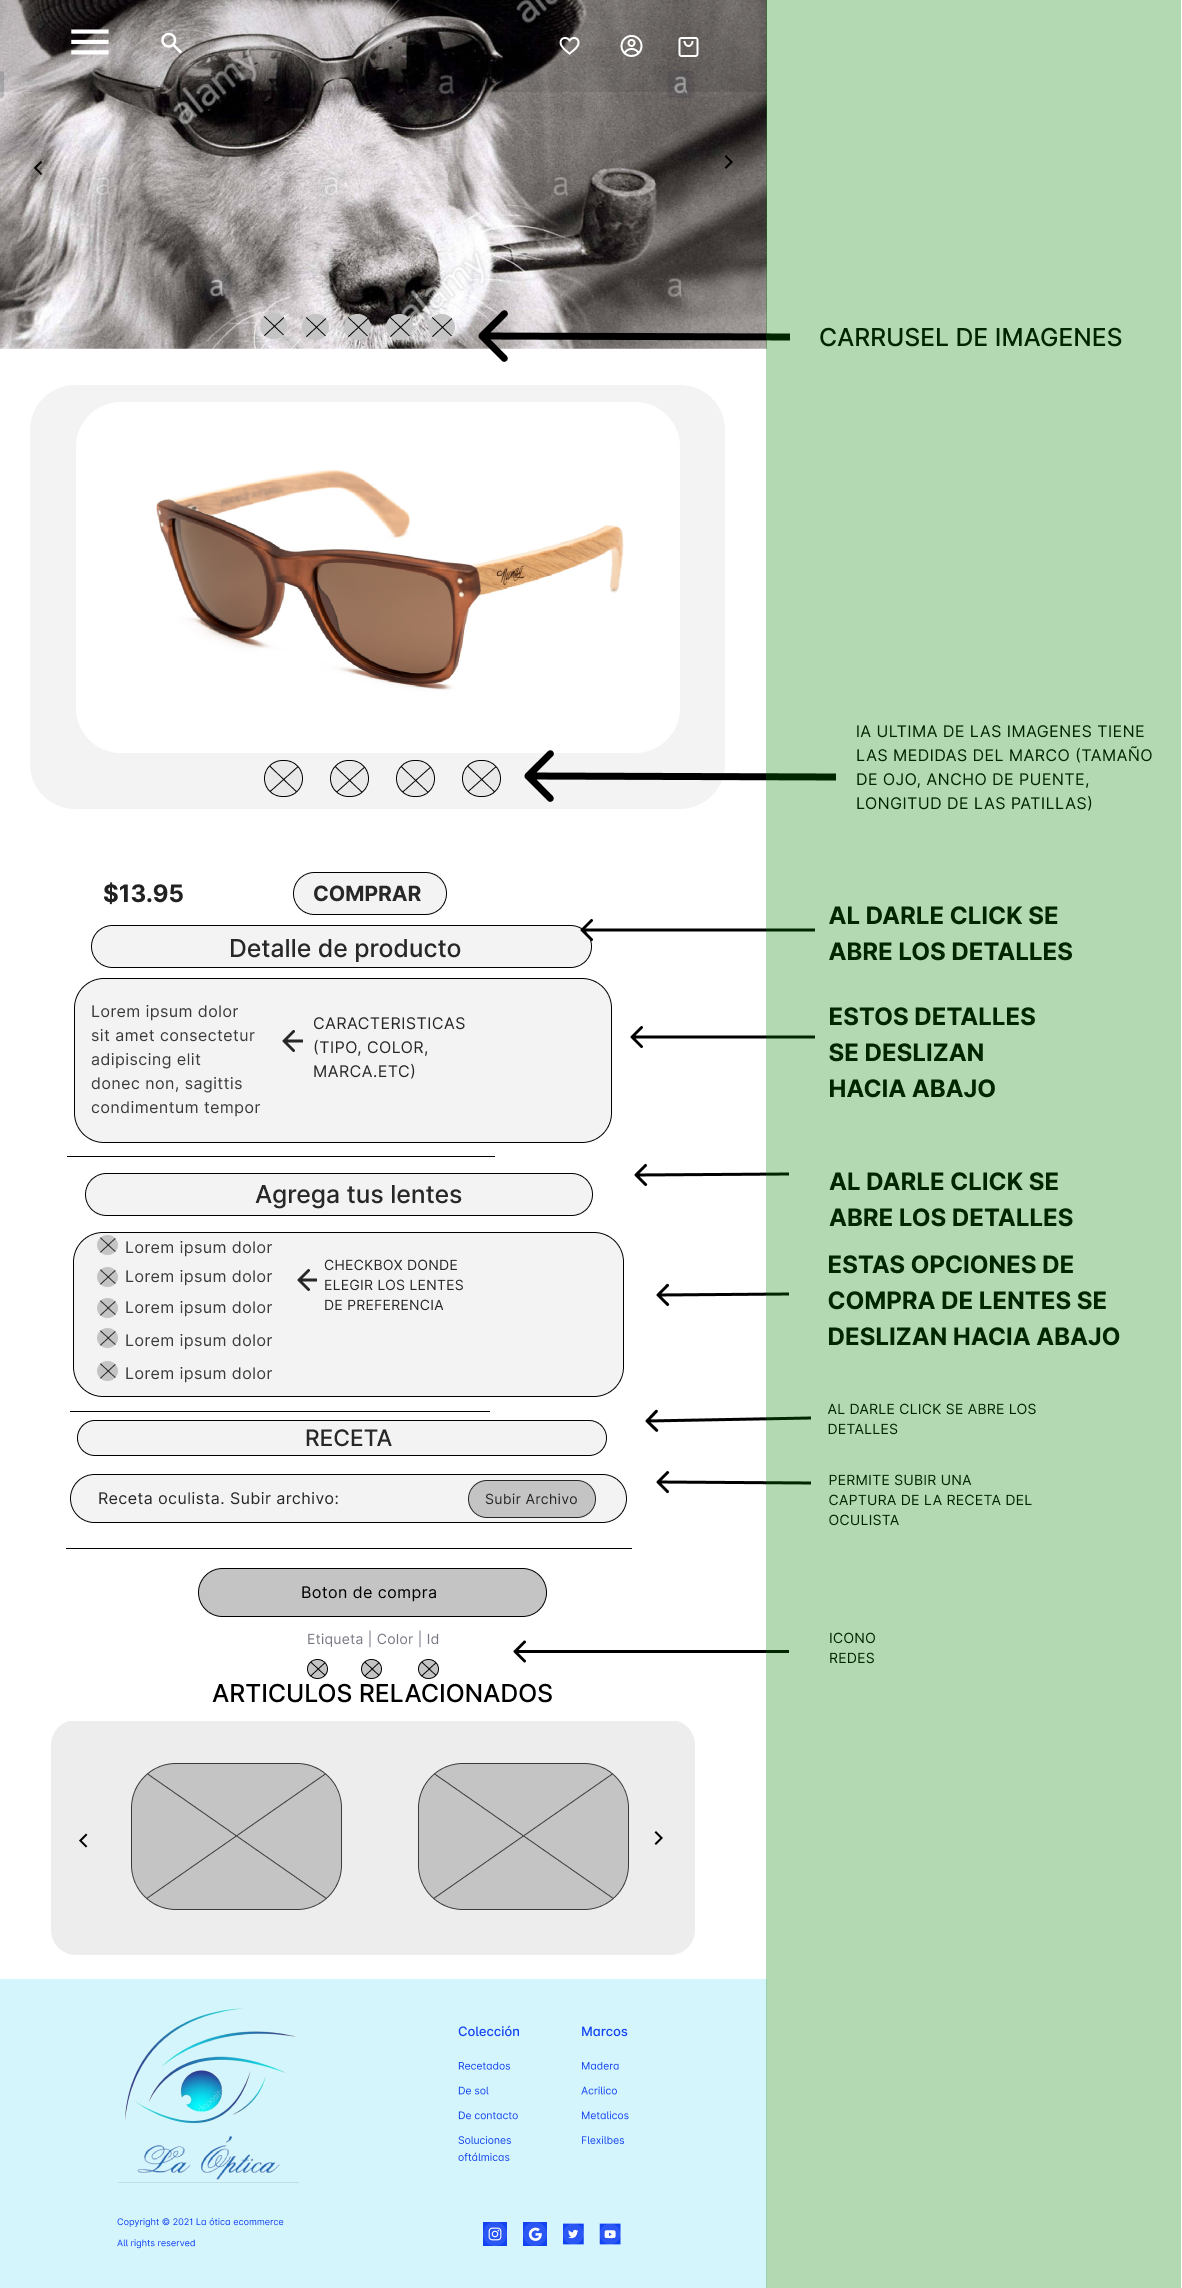 alamy
alamy
a
a
a
a
a
a
a
alamy
CARRUSEL DE IMAGENES
lA ULTIMA DE LAS IMAGENES TIENE
LAS MEDIDAS DEL MARCO (TAMAÑO
DE OJO, ANCHO DE PUENTE,
LONGITUD DE LAS PATILLAS)
$13.95
COMPRAR
AL DARLE CLICK SE
ABRE LOS DETALLES
Detalle de producto
Lorem ipsum dolor
sit amet consectetur
adipiscing elit
donec non, sagittis
condimentum tempor
CARACTERISTICAS
(TIPO, COLOR,
MARCA.ETC)
ESTOS DETALLES
SE DESLIZAN
HACIA ABAJO
Agrega tus lentes
AL DARLE CLICK SE
ABRE LOS DETALLES
Lorem ipsum dolor
Lorem ipsum dolor
Lorem ipsum dolor
Lorem ipsum dolor
Lorem ipsum dolor
CHECKBOX DONDE
ELEGIR LOS LENTES
DE PREFERENCIA
ESTAS OPCIONES DE
COMPRA DE LENTES SE
DESLIZAN HACIA ABAJO
RECETA
AL DARLE CLICK SE ABRE LOS
DETALLES
Receta oculista. Subir archivo:
Subir Archivo
PERMITE SUBIR UNA
CAPTURA DE LA RECETA DEL
OCULISTA
Boton de compra
Etiqueta | Color | Id
ICONO
REDES
ARTICULOS RELACIONADOS
La Óptica
Copyright © 2021 La ótica ecommerce
All rights reserved
Colección
Recetados
De sol
De contacto
Soluciones
oftálmicas
Marcos
Madera
Acrilico
Metalicos
Flexilbes